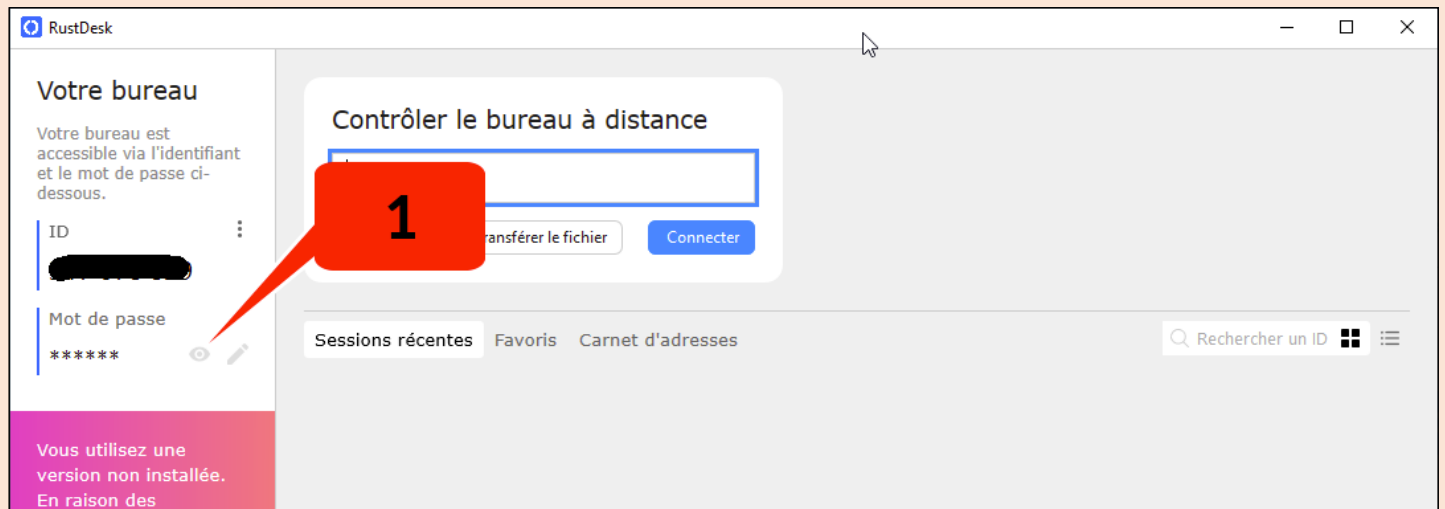 RustDesk
Votre bureau
Votre bureau est
accessible via l'identifiant
et le mot de passe ci-
dessous.
ID
Mot de passe
******
Vous utilisez une
version non installée.
En raison des
Contrôler le bureau à distance
1
ransférer le fichier
Connecter
Sessions récentes
Favoris
Carnet d'adresses
Rechercher un ID